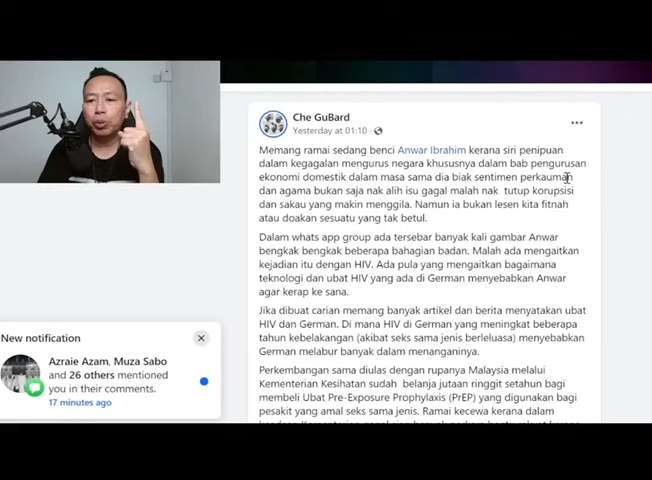 Che GuBard
Yesterday at 01:10 ·
Memang ramai sedang benci Anwar Ibrahim kerana siri penipuan
dalam kegagalan mengurus negara khususnya dalam bab pengurusan
ekonomi domestik dalam masa sama dia biak sentimen perkauman
dan agama bukan saja nak alih isu gagal malah nak tutup korupsi
dan sakau yang makin menggila. Namun ia bukan lesen kita fitnah
atau doakan sesuatu yang tak betul.
Dalam whats app group ada tersebar banyak kali gambar Anwar
bengkak bengkak beberapa bahagian badan. Malah ada mengaitkan
kejadian itu dengan HIV. Ada pula yang mengaitkan bagaimana
teknologi dan ubat HIV yang ada di German menyebabkan Anwar
agar kerap ke sana.
Jika dibuat carian memang banyak artikel dan berita menyatakan ubat
HIV dan German. Di mana HIV di German yang meningkat beberapa
tahun kebelakangan (akibat seks sama jenis berleluasa) menyebabkan
German melabur banyak dalam menanganinya.
Perkembangan sama diulas dengan rupanya Malaysia melalui
Kementerian Kesihatan sudah belanja jutaan ringgit setahun bagi
membeli Ubat Pre-Exposure Prophylaxis (PrEP) yang digunakan bagi
pesakit yang amal seks sama jenis. Ramai kecewa kerana dalam
New notification
Azraie Azam, Muza Sabo
and 26 others mentioned
you in their comments.
17 minutes ago